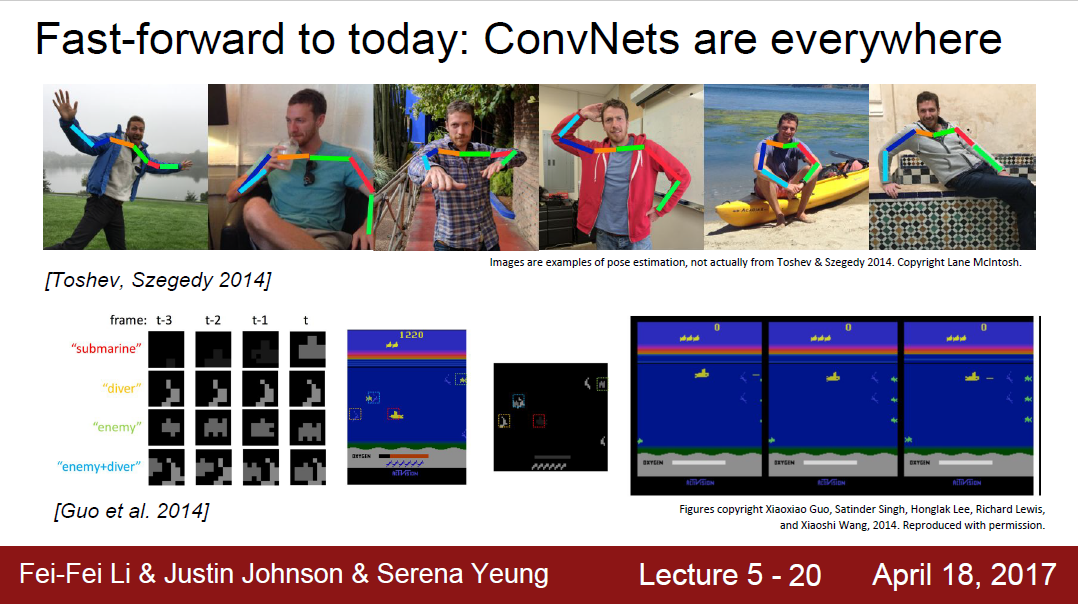 Fast-forward to today: ConvNets are everywhere
Images are examples of pose estimation, not actually from Toshev & Szegedy 2014. Copyright Lane McIntosh.
[Toshev, Szegedy 2014]
frame: t-3 t-2 t-1 t
“submarine”
“diver”
“enemy”
“enemy+diver”
1220
OXYGEN
ACTIVISION
0 0 0
OXYGEN OXYGEN OXYGEN
ACTIVISION ACTIVISION ACTIVISION
[Guo et al. 2014]
Figures copyright Xiaoxiao Guo, Satinder Singh, Honglak Lee, Richard Lewis,
and Xiaoshi Wang, 2014. Reproduced with permission.
Fei-Fei Li & Justin Johnson & Serena Yeung Lecture 5 - 20 April 18, 2017